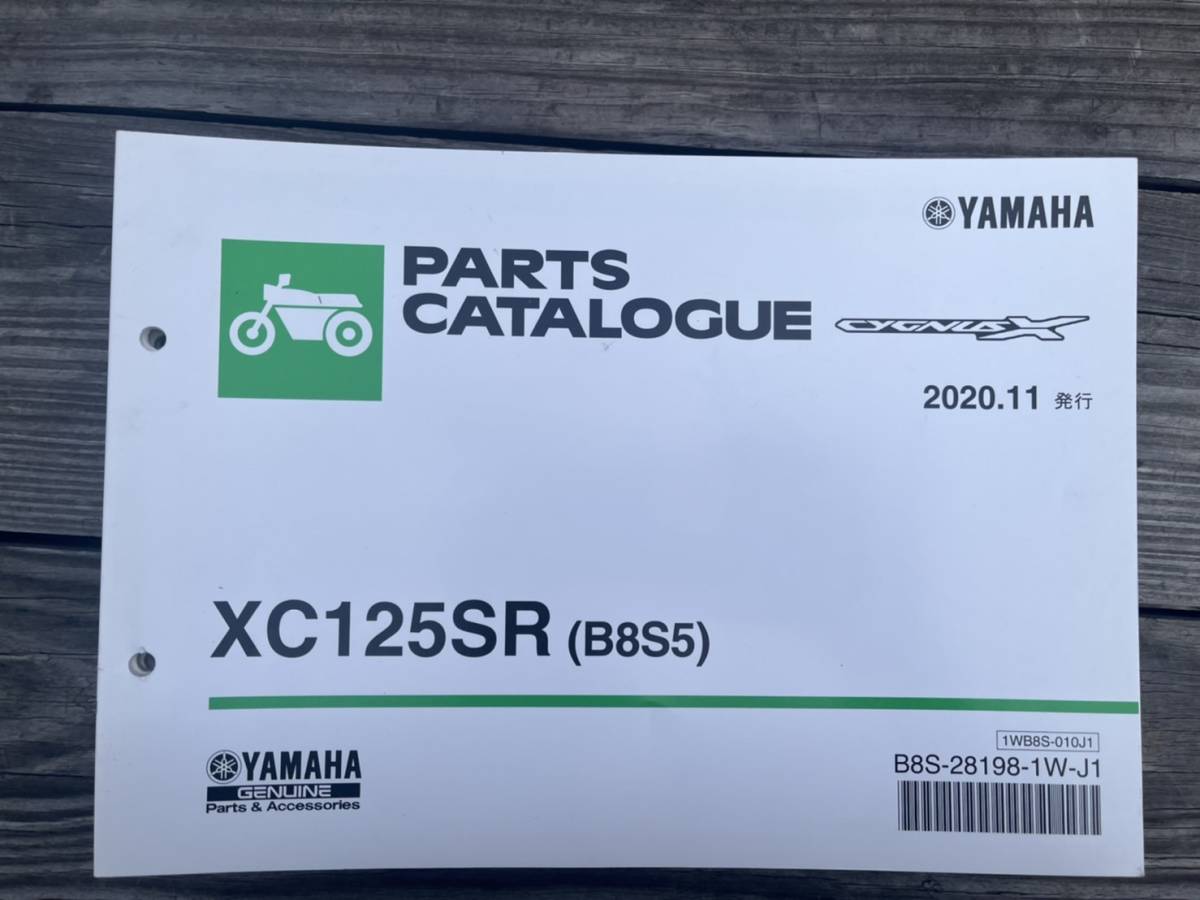 YAMAHA
PARTS
CATALOGUE
CYGNUS X
2020.11 発行
XC125SR (B8S5)
YAMAHA
GENUINE
Parts & Accessories
1WB8S-010J1
B8S-28198-1W-J1